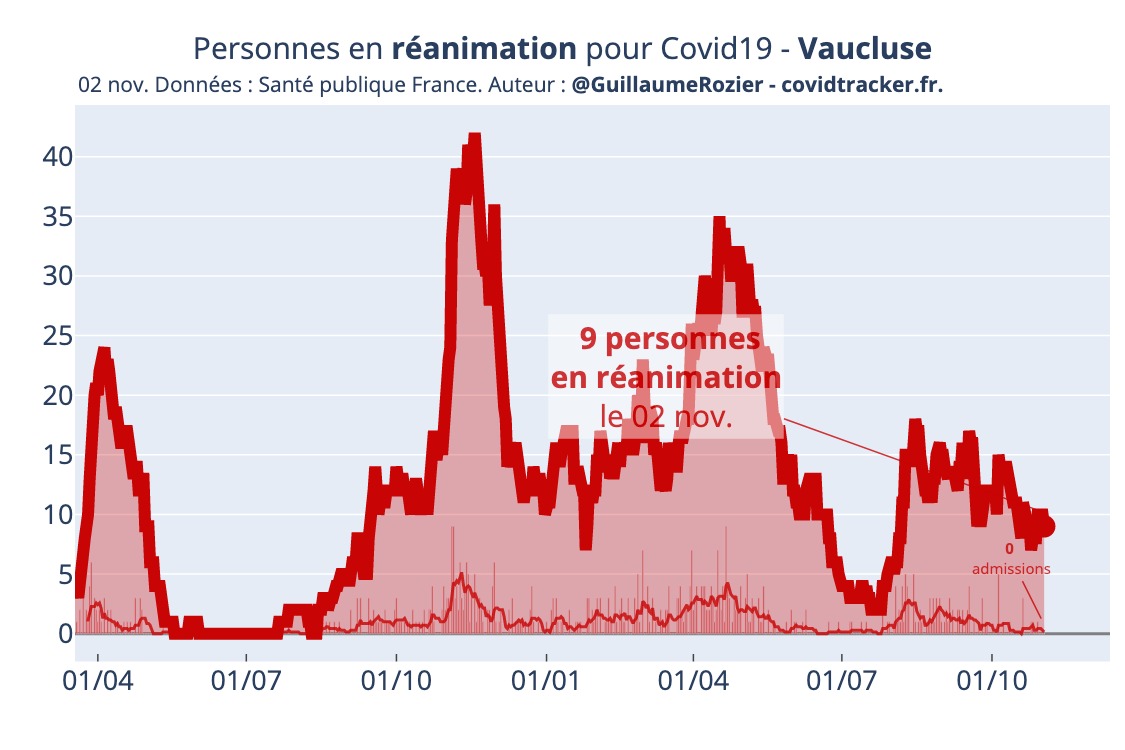 Personnes en réanimation pour Covid19 - Vaucluse
02 nov. Données : Santé publique France. Auteur : @GuillaumeRozier - covidtracker.fr.
40
35
30
25
20
15
10
5
0
9 personnes
en réanimation
le 02 nov.
0
admissions
01/04
01/07
01/10
01/01
01/04
01/07
01/10